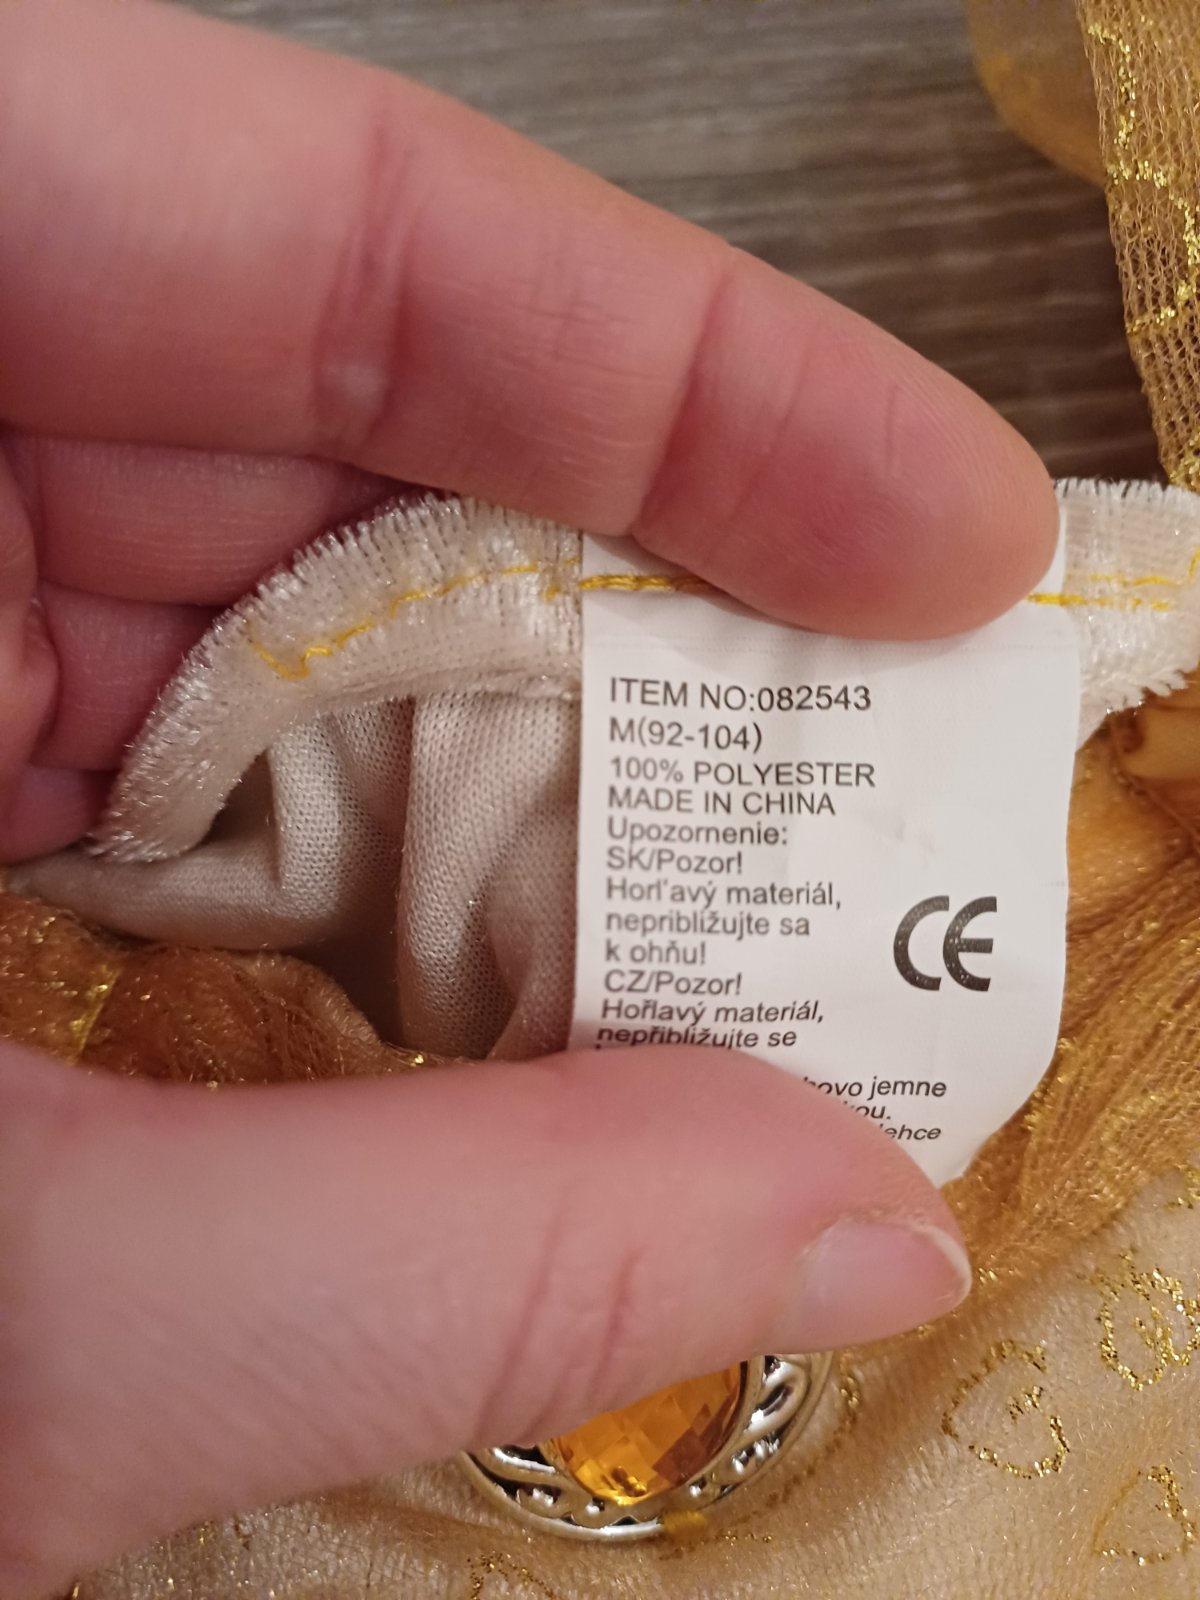 ITEM NO:082543
M(92-104)
100% POLYESTER
MADE IN CHINA
Upozornenie:
SK/Pozor!
Horľavý materiál,
nepribližujte sa
k ohňu!
CZ/Pozor!
Hořlavý materiál,
nepřibližujte se
jemne
CE